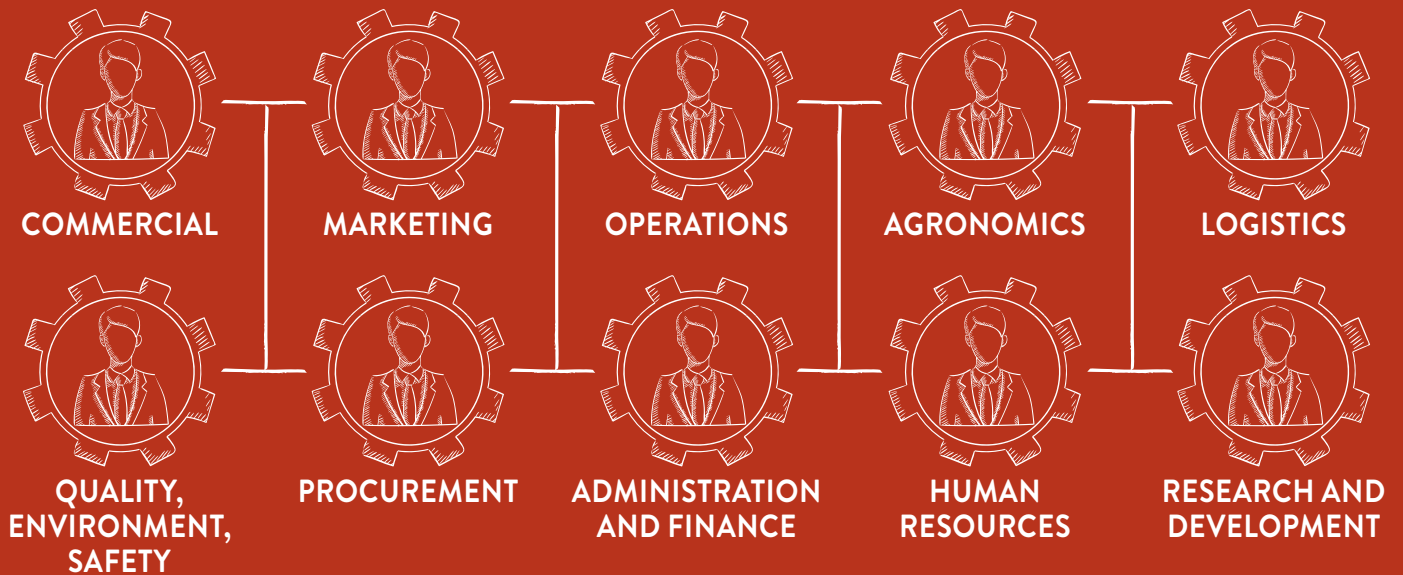 COMMERCIAL
MARKETING
OPERATIONS
AGRONOMICS
LOGISTICS
QUALITY,
ENVIRONMENT,
SAFETY
PROCUREMENT
ADMINISTRATION
AND FINANCE
HUMAN
RESOURCES
RESEARCH AND
DEVELOPMENT